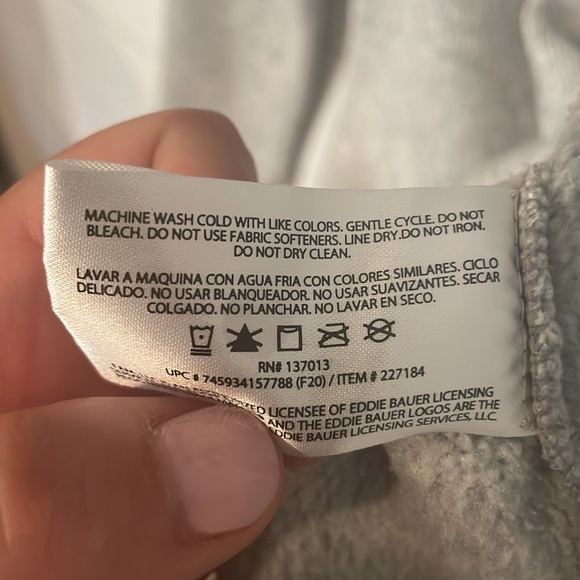 MACHINE WASH COLD WITH LIKE COLORS. GENTLE CYCLE. DO NOT
BLEACH. DO NOT USE FABRIC SOFTENERS. LINE DRY.DO NOT IRON.
DO NOT DRY CLEAN.
LAVAR A MAQUINA CON AGUA FRIA CON COLORES SIMILARES. CICLO
DELICADO. NO USAR BLANQUEADOR. NO USAR SUAVIZANTES. SECAR
COLGADO. NO PLANCHAR. NO LAVAR EN SECO.
RN# 137013
UPC # 745934157788 (F20) / ITEM # 227184
LICENSEE OF EDDIE BAUER LICENSING
AND THE EDDIE BAUER LOGOS ARE THE
EDDIE BAUER LICENSING SERVICES, LLC